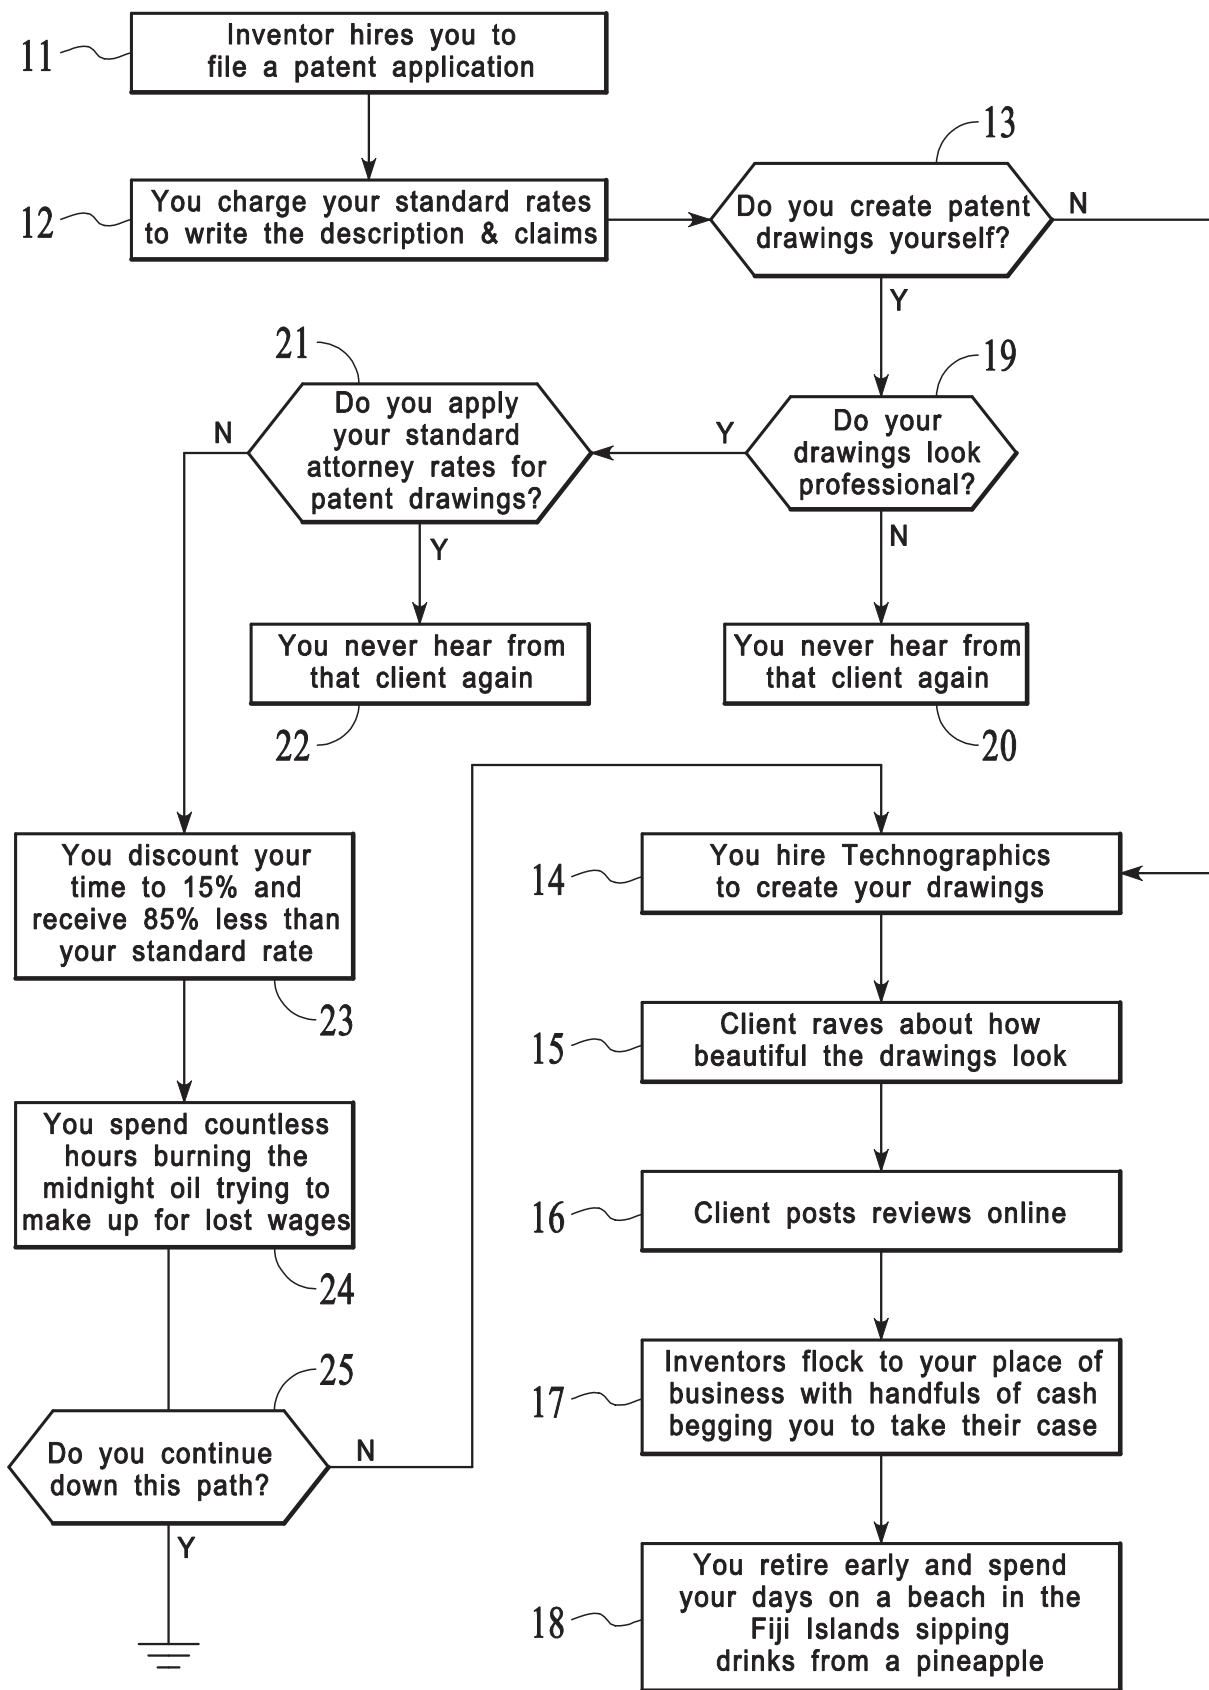 11
Inventor hires you to
file a patent application
12
You charge your standard rates
to write the description & claims
13
Do you create patent
drawings yourself?
N
Y
19
Do your
drawings look
professional?
Y
N
21
Do you apply
your standard
attorney rates for
patent drawings?
N
Y
You never hear from
that client again
22
You never hear from
that client again
20
You discount your
time to 15% and
receive 85% less than
your standard rate
23
You spend countless
hours burning the
midnight oil trying to
make up for lost wages
24
25
Do you continue
down this path?
N
Y
14
You hire Technographics
to create your drawings
15
Client raves about how
beautiful the drawings look
16
Client posts reviews online
17
Inventors flock to your place of
business with handfuls of cash
begging you to take their case
18
You retire early and spend
your days on a beach in the
Fiji Islands sipping
drinks from a pineapple